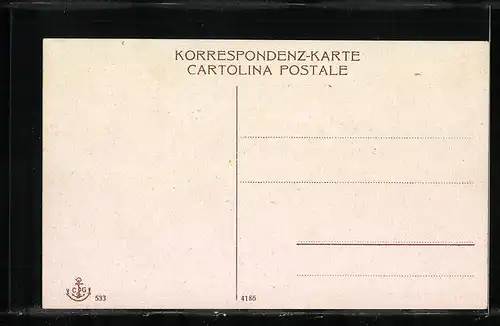 KORRESPONDENZ-KARTE
CARTOLINA POSTALE
C G
533
4185